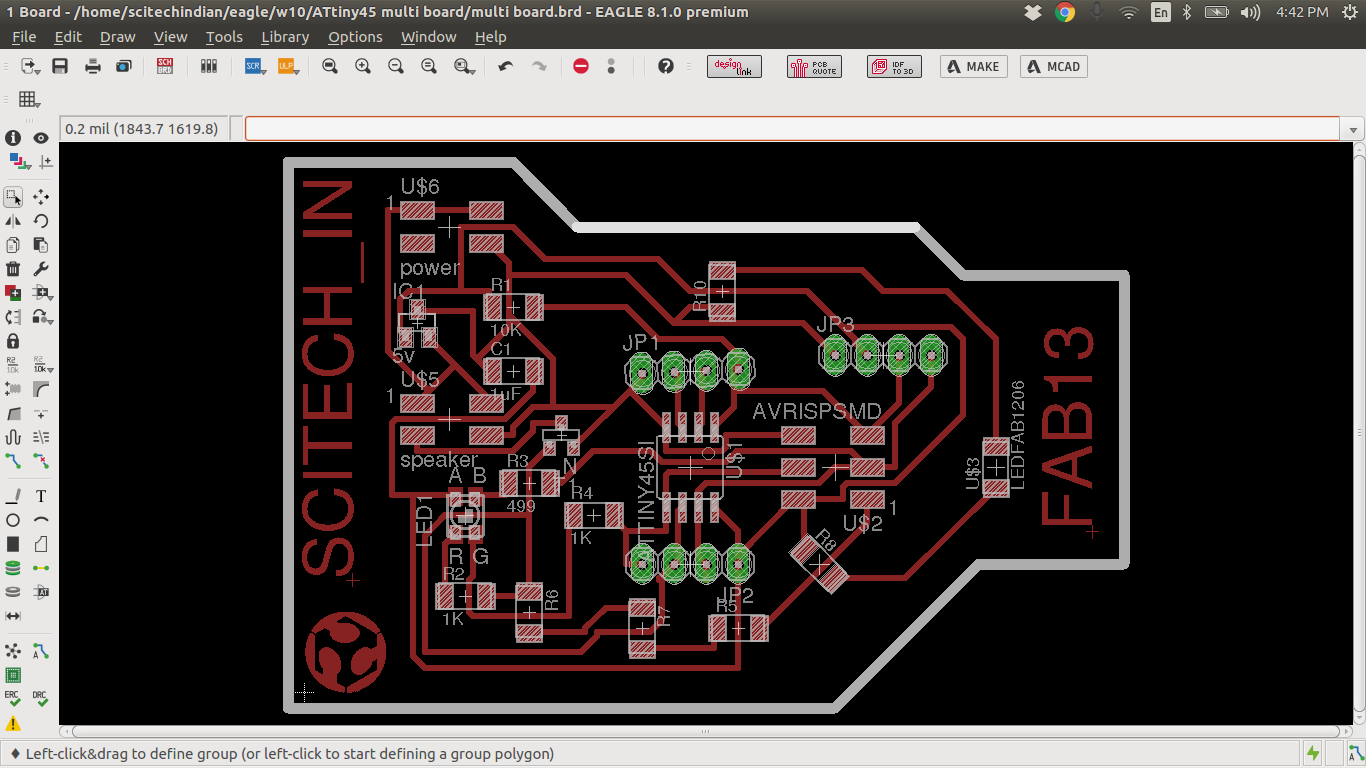 1 Board - /home/scitechindian/eagle/w10/ATtiny45 multi board/multi board.brd - EAGLE 8.1.0 premium
En
4:42 PM
File Edit Draw View Tools Library Options Window Help
SCH
BRD
SCR
ULP
design
link
PCB
QUOTE
IDF
TO 3D
MAKE
MCAD
0.2 mil (1843.7 1619.8)
R2
10k
R2
10k
T
ERC
DRC
SCITECH_IN
U$6
1
power
IC1
5v
R1
10K
C1
1uF
U$5
1
speaker
A B
LED1
R G
R2
1K
R3
499
N
R4
1K
R6
R7
R5
R8
R10
JP1
JP2
JP3
ATTINY45SI
U$1
AVRISPSMD
1
U$2
U$3
LEDFAB1206
FAB13
Left-click&drag to define group (or left-click to start defining a group polygon)